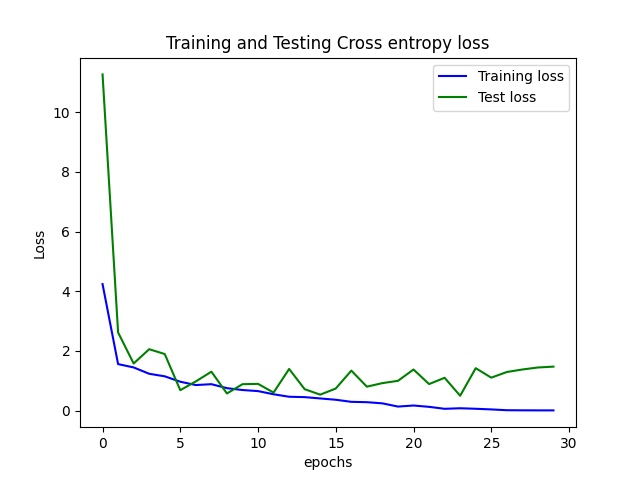 Training and Testing Cross entropy loss
Training loss
Test loss
10
8
6
4
2
0
Loss
0 5 10 15 20 25 30
epochs